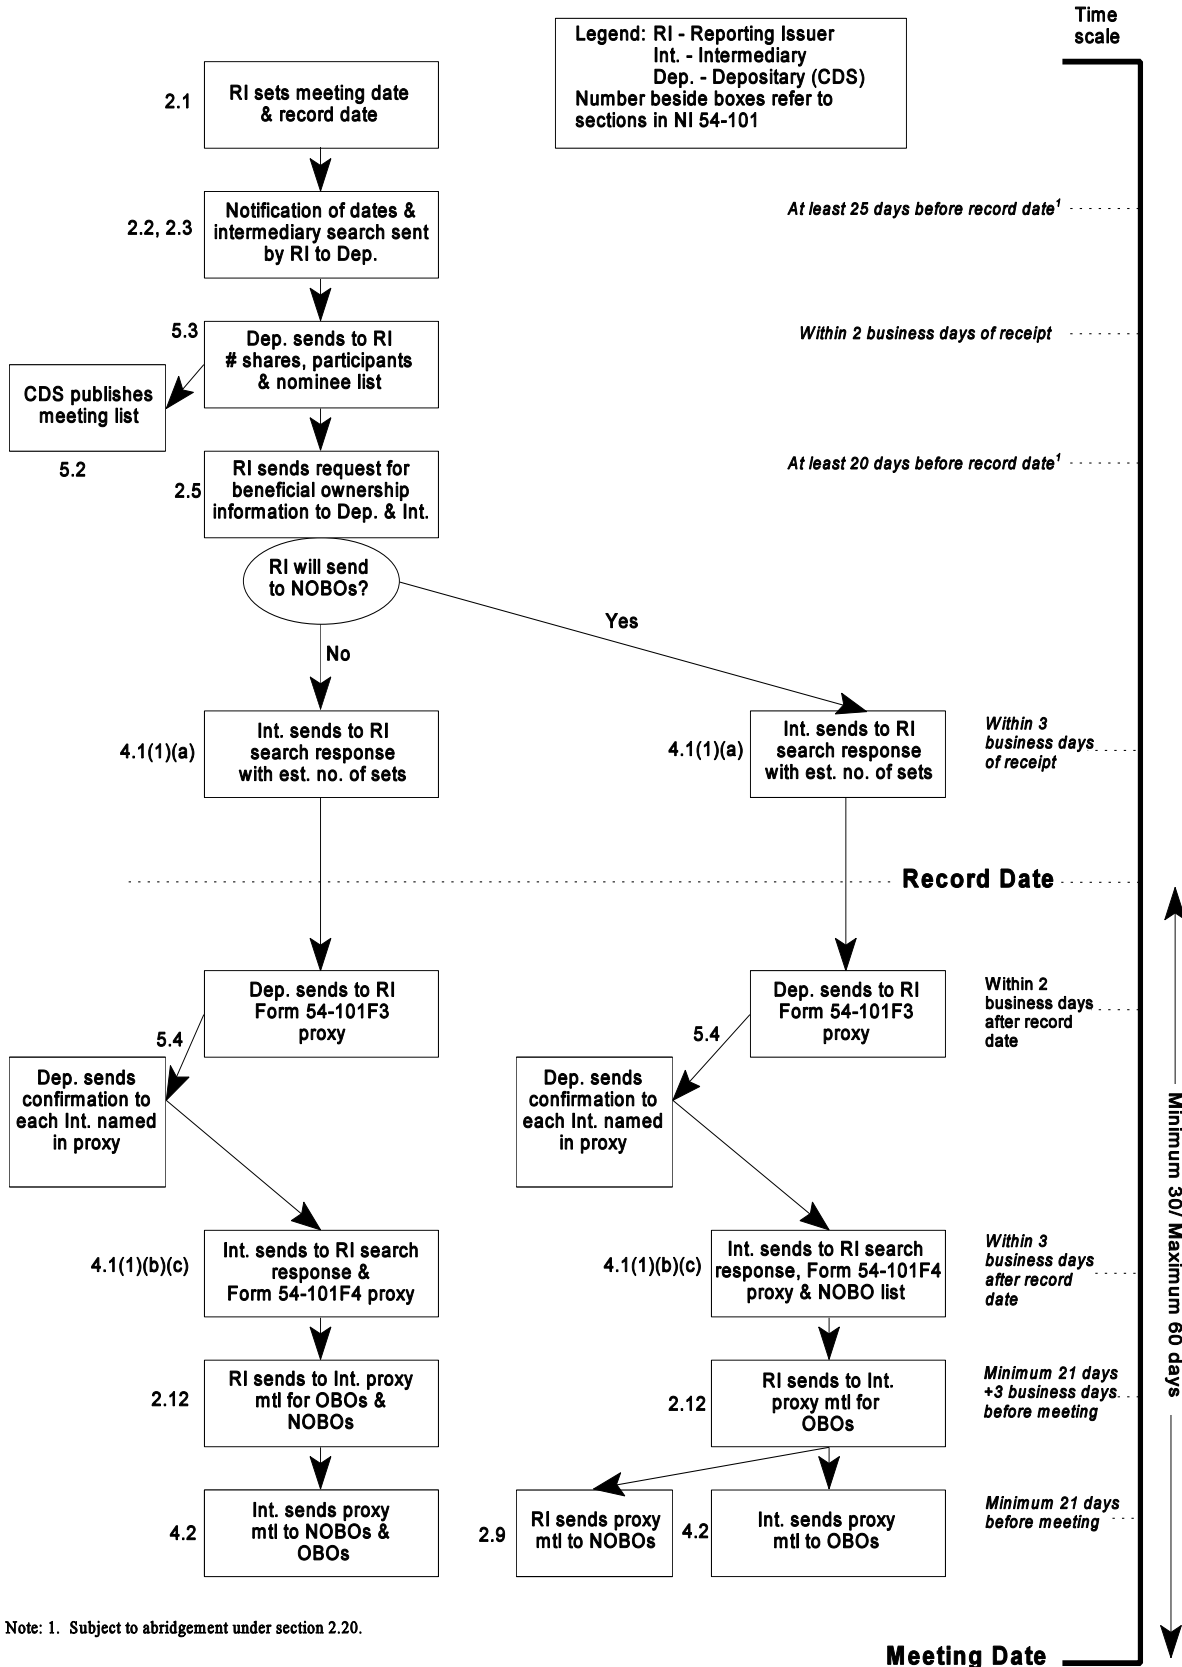 Time
scale
Legend: RI - Reporting Issuer
Int. - Intermediary
Dep. - Depositary (CDS)
Number beside boxes refer to
sections in NI 54-101
2.1
RI sets meeting date
& record date
2.2, 2.3
Notification of dates &
intermediary search sent
by RI to Dep.
At least 25 days before record date¹
5.3
Dep. sends to RI
# shares, participants
& nominee list
Within 2 business days of receipt
CDS publishes
meeting list
5.2
2.5
RI sends request for
beneficial ownership
information to Dep. & Int.
At least 20 days before record date¹
RI will send
to NOBOs?
Yes
No
4.1(1)(a)
Int. sends to RI
search response
with est. no. of sets
4.1(1)(a)
Int. sends to RI
search response
with est. no. of sets
Within 3
business days
of receipt
Record Date
Dep. sends to RI
Form 54-101F3
proxy
Dep. sends to RI
Form 54-101F3
proxy
Within 2
business days
after record
date
5.4
5.4
Dep. sends
confirmation to
each Int. named
in proxy
Dep. sends
confirmation to
each Int. named
in proxy
Minimum 30/ Maximum 60 days
4.1(1)(b)(c)
Int. sends to RI search
response &
Form 54-101F4 proxy
4.1(1)(b)(c)
Int. sends to RI search
response, Form 54-101F4
proxy & NOBO list
Within 3
business days
after record
date
2.12
RI sends to Int. proxy
mtl for OBOs &
NOBOs
2.12
RI sends to Int.
proxy mtl for
OBOs
Minimum 21 days
+3 business days
before meeting
4.2
Int. sends proxy
mtl to NOBOs &
OBOs
2.9
RI sends proxy
mtl to NOBOs
4.2
Int. sends proxy
mtl to OBOs
Minimum 21 days
before meeting
Note: 1. Subject to abridgement under section 2.20.
Meeting Date